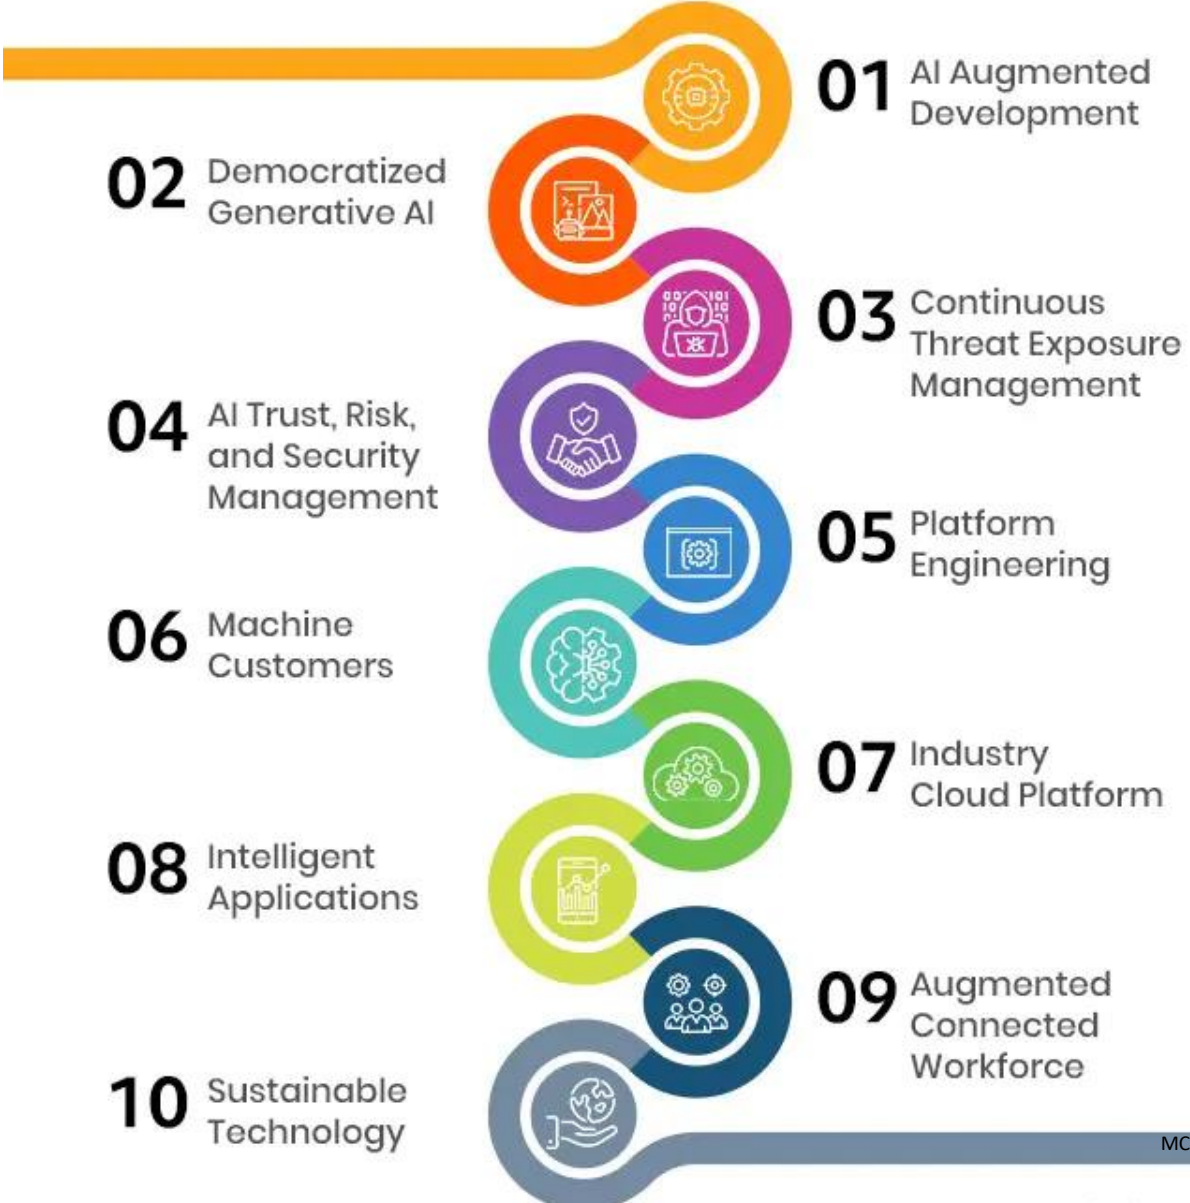 01 AI Augmented
Development
02 Democratized
Generative AI
03 Continuous
Threat Exposure
Management
04 AI Trust, Risk,
and Security
Management
05 Platform
Engineering
06 Machine
Customers
07 Industry
Cloud Platform
08 Intelligent
Applications
09 Augmented
Connected
Workforce
10 Sustainable
Technology
MC